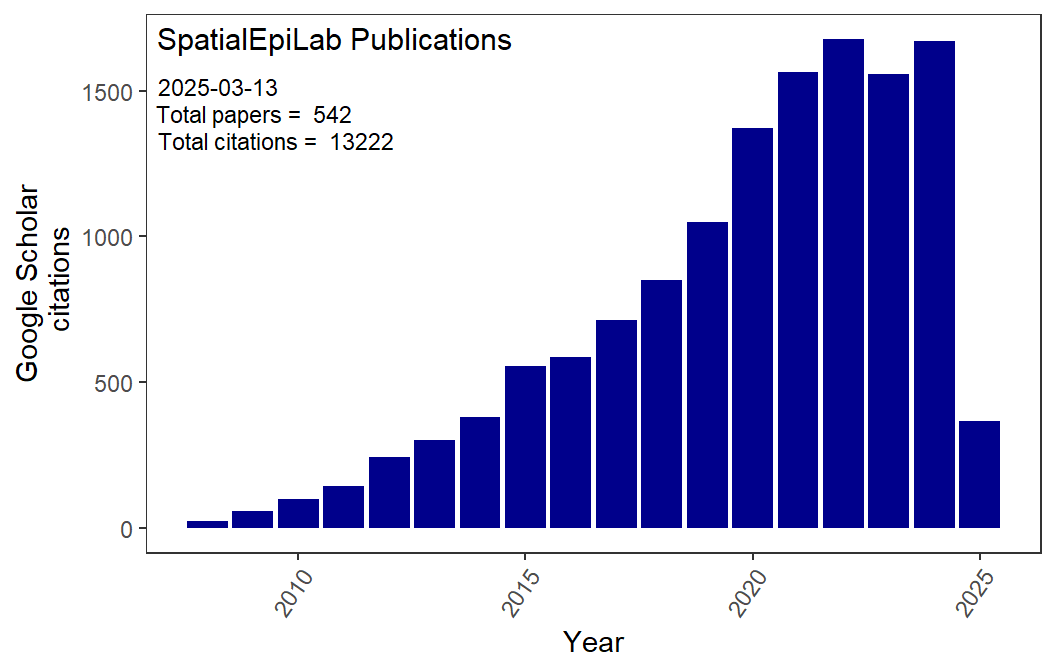 SpatialEpiLab Publications
2025-03-13
Total papers = 542
Total citations = 13222
Google Scholar
citations
1500
1000
500
0
2010
2015
2020
2025
Year